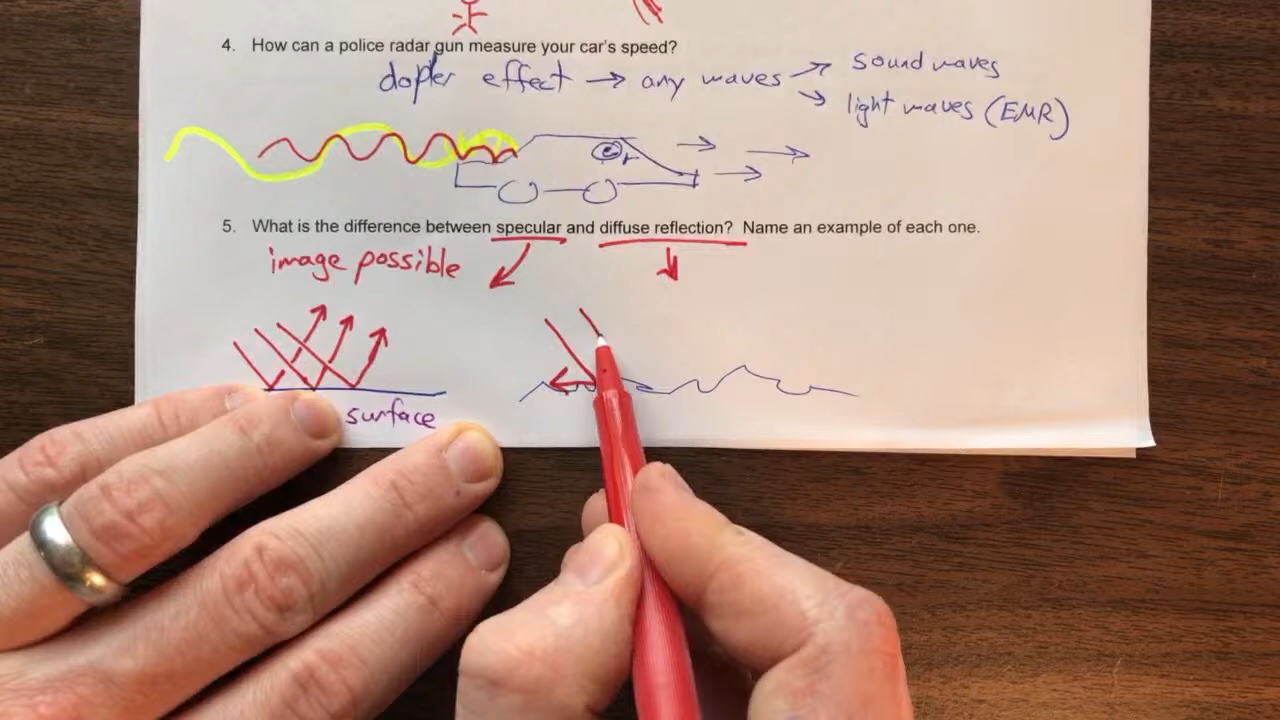 4. How can a police radar gun measure your car's speed?
dopler effect → any waves → sound waves
→ light waves (EMR)
5. What is the difference between specular and diffuse reflection? Name an example of each one.
image possible
surface